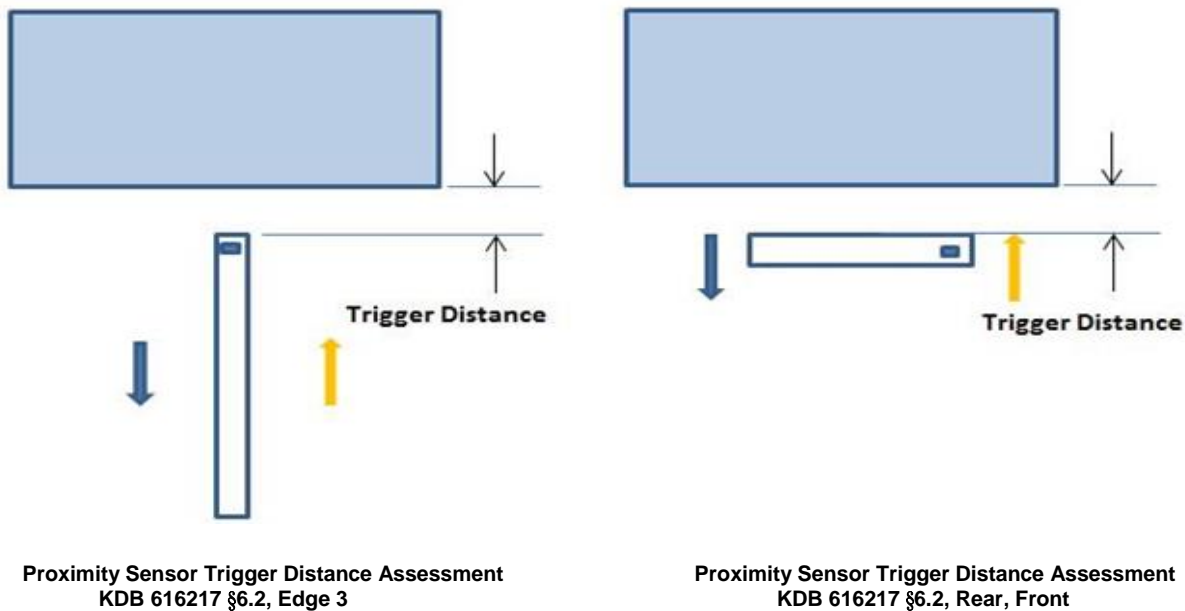 Trigger Distance
Trigger Distance
Proximity Sensor Trigger Distance Assessment
KDB 616217 §6.2, Edge 3
Proximity Sensor Trigger Distance Assessment
KDB 616217 §6.2, Rear, Front